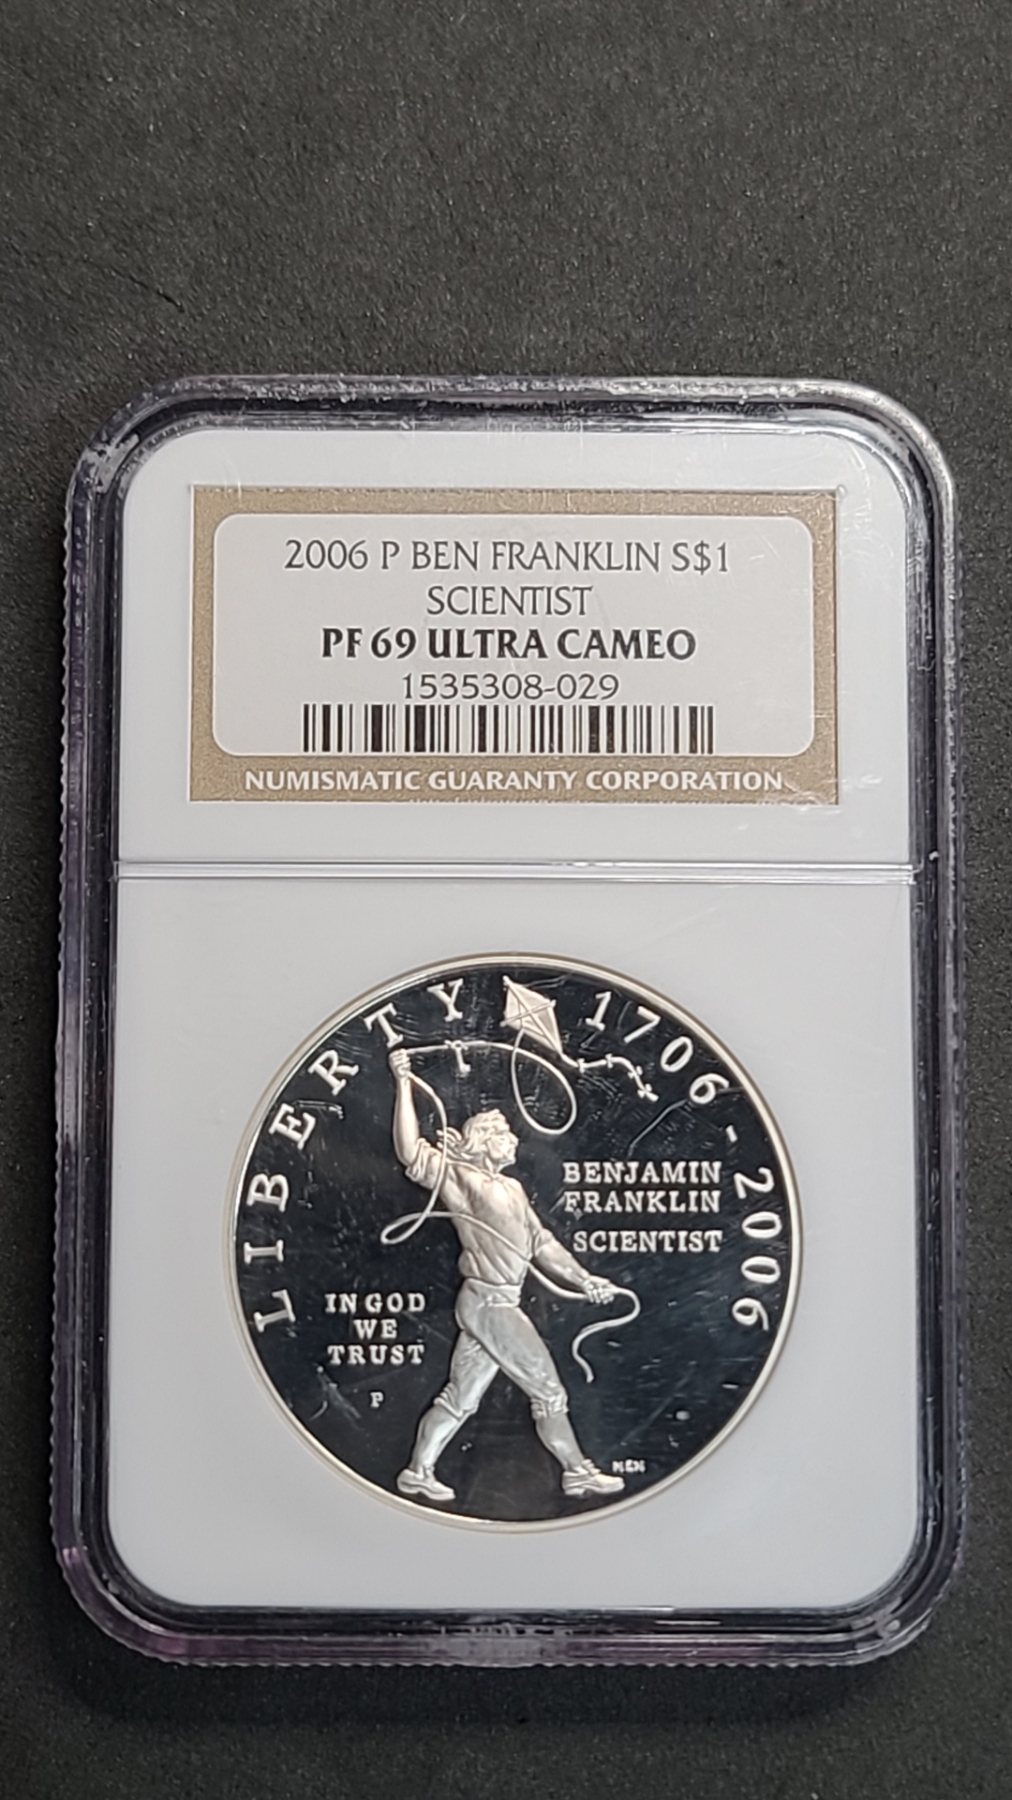 2006 P BEN FRANKLIN S$1
SCIENTIST
PF 69 ULTRA CAMEO
1535308-029
NUMISMATIC GUARANTY CORPORATION
LIBERTY 1706-2006
BENJAMIN
FRANKLIN
SCIENTIST
IN GOD
WE
TRUST
P